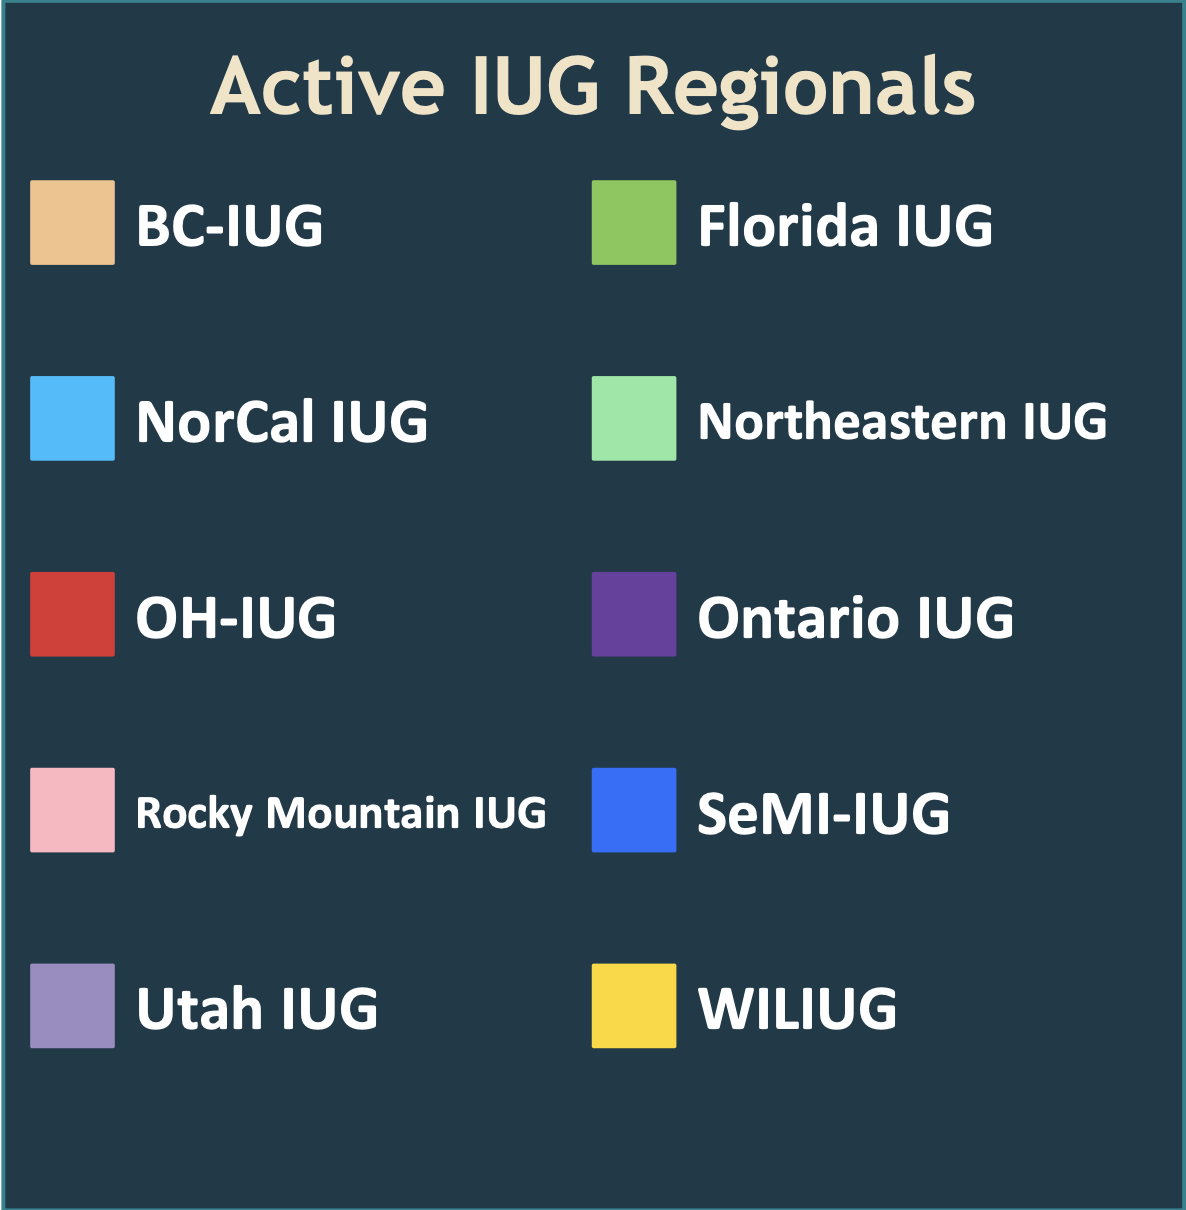 Active IUG Regionals
BC-IUG
Florida IUG
NorCal IUG
Northeastern IUG
OH-IUG
Ontario IUG
Rocky Mountain IUG
SeMI-IUG
Utah IUG
WILIUG